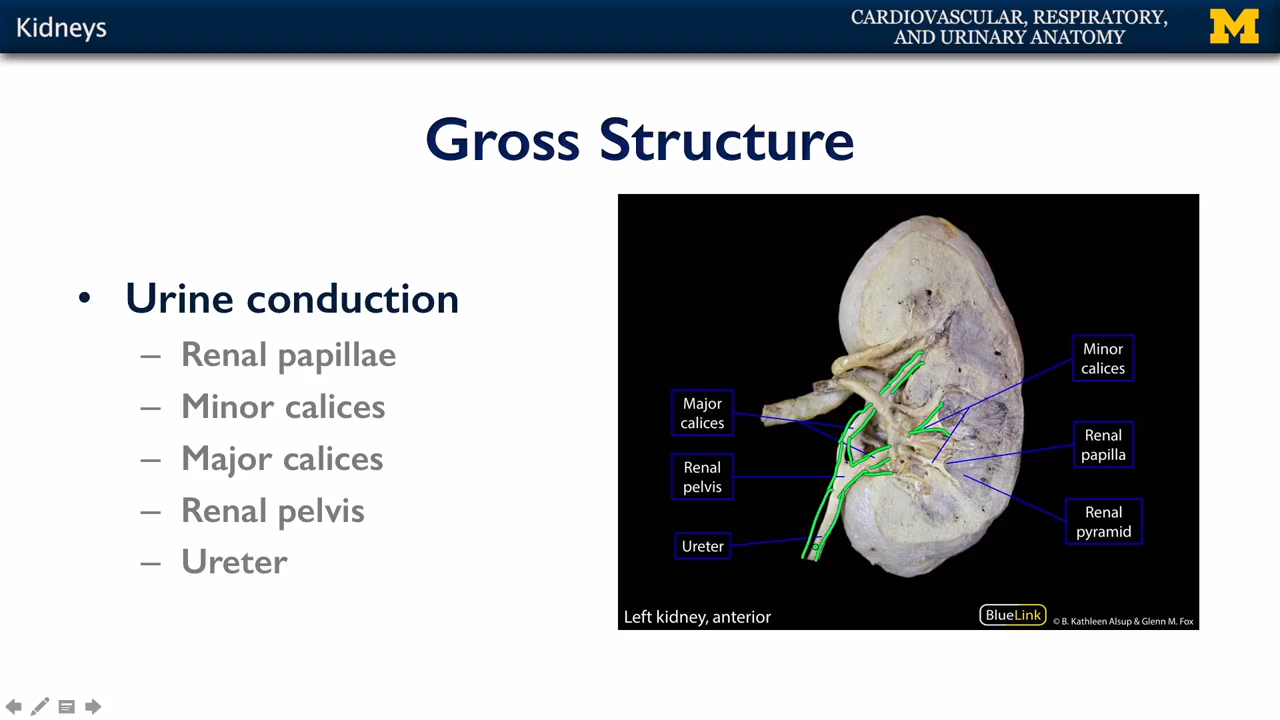 Kidneys
CARDIOVASCULAR, RESPIRATORY,
AND URINARY ANATOMY
M
Gross Structure
• Urine conduction
– Renal papillae
– Minor calices
– Major calices
– Renal pelvis
– Ureter
Major
calices
Renal
pelvis
Ureter
Minor
calices
Renal
papilla
Renal
pyramid
Left kidney, anterior
BlueLink
© B. Kathleen Alsup & Glenn M. Fox